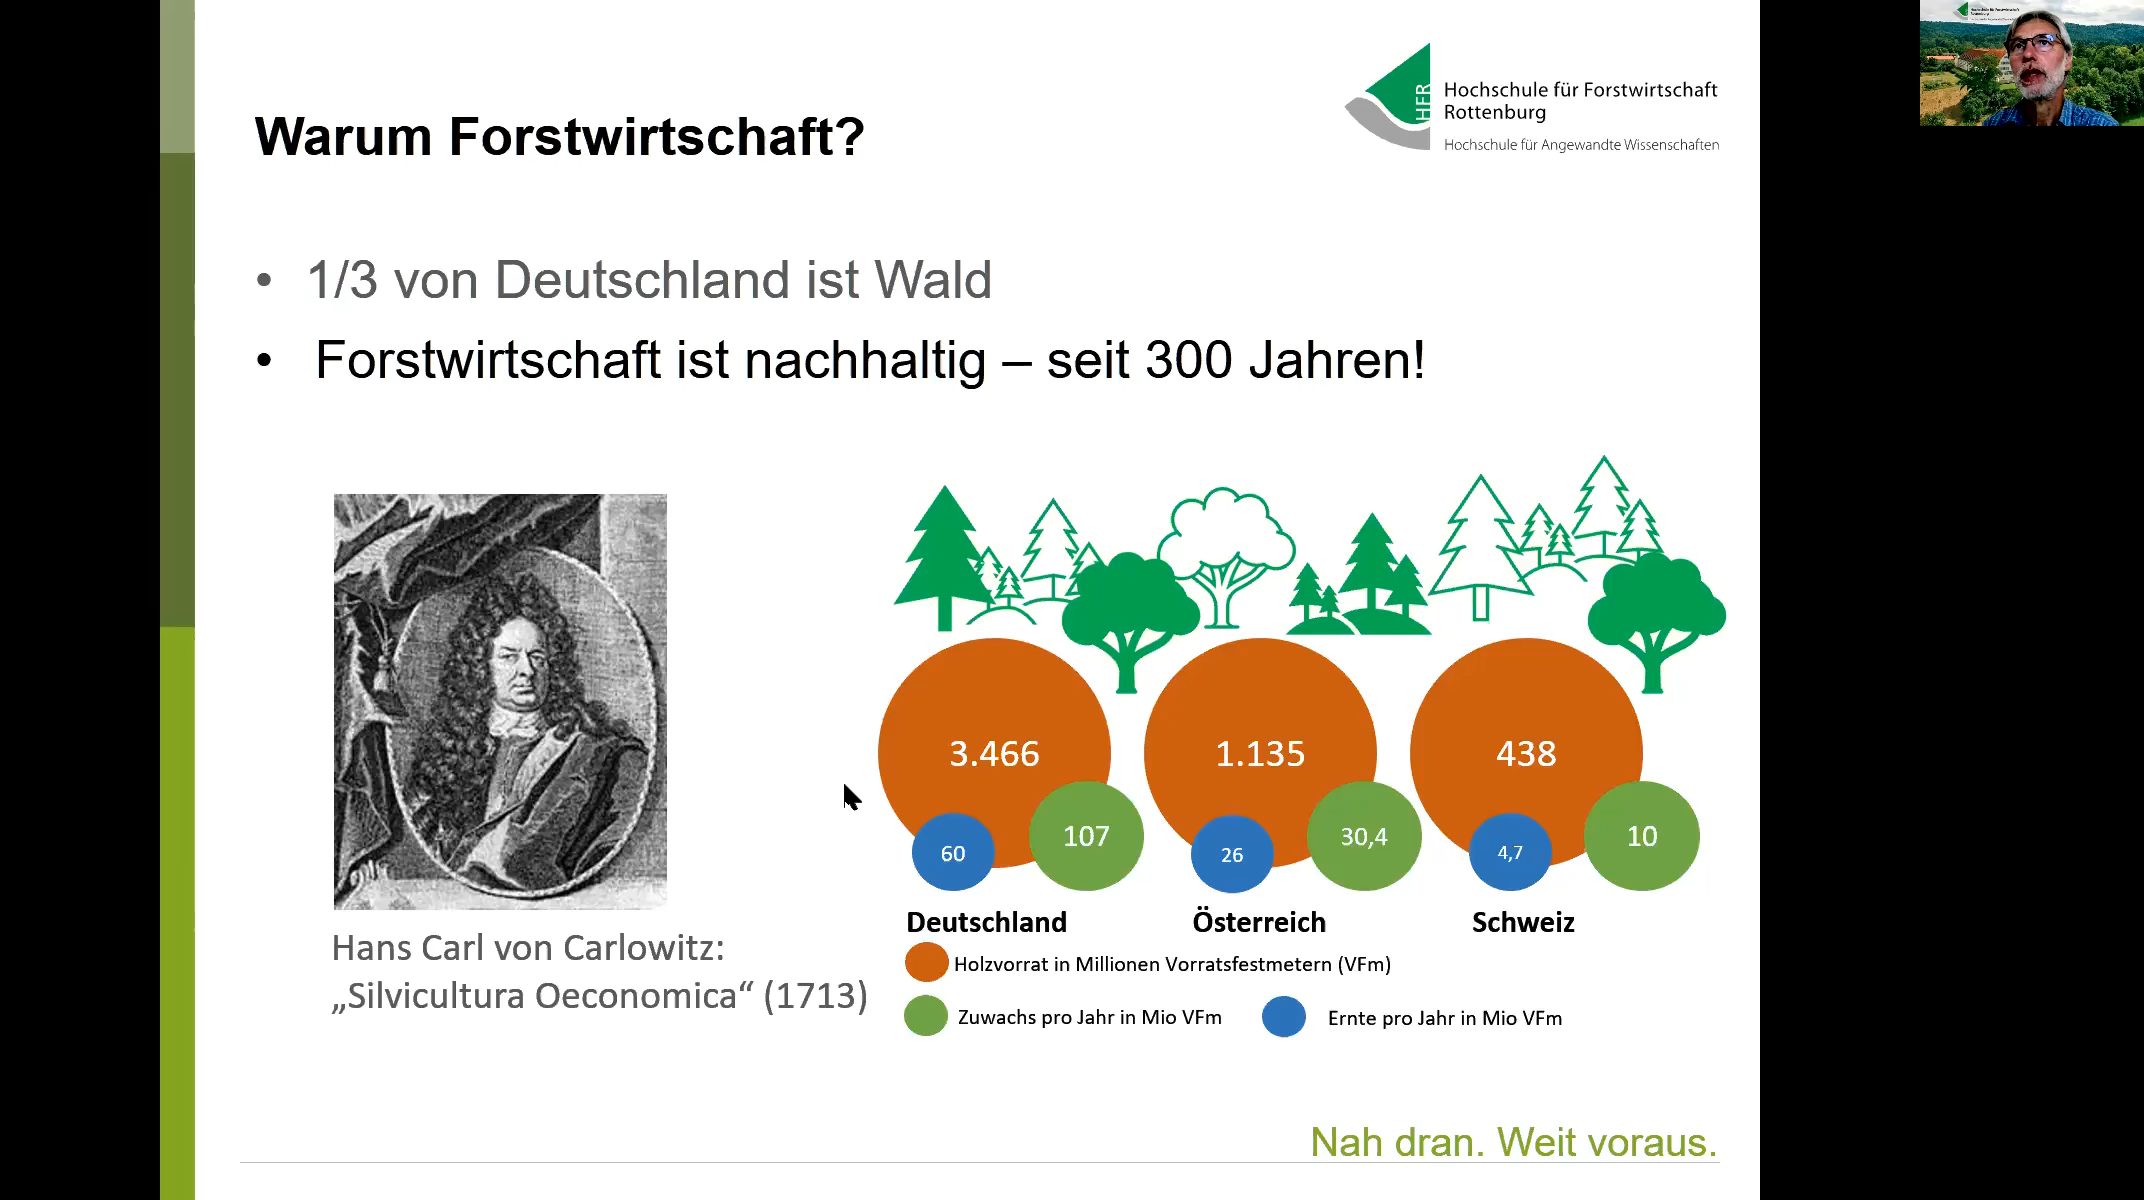 Warum Forstwirtschaft?
HFR
Hochschule für Forstwirtschaft
Rottenburg
Hochschule für Angewandte Wissenschaften
• 1/3 von Deutschland ist Wald
• Forstwirtschaft ist nachhaltig – seit 300 Jahren!
3.466
60
107
1.135
26
30,4
438
4,7
10
Deutschland
Österreich
Schweiz
Holzvorrat in Millionen Vorratsfestmetern (VFm)
Zuwachs pro Jahr in Mio VFm
Ernte pro Jahr in Mio VFm
Hans Carl von Carlowitz:
„Silvicultura Oeconomica“ (1713)
Nah dran. Weit voraus.